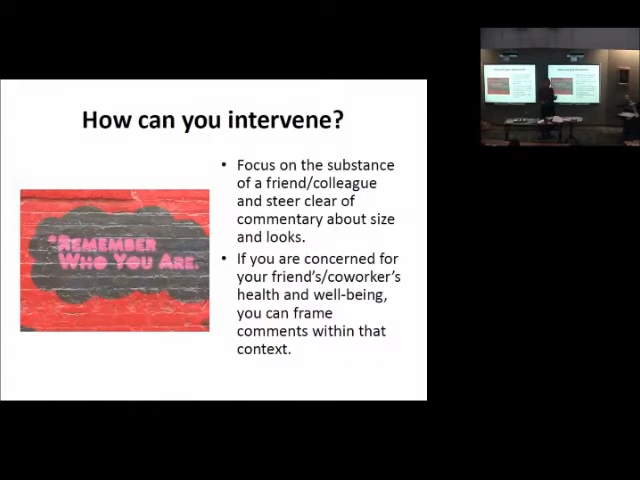 How can you intervene?
• Focus on the substance
of a friend/colleague
and steer clear of
commentary about size
and looks.
• If you are concerned for
your friend's/coworker's
health and well-being,
you can frame
comments within that
context.
*REMEMBER
WHO YOU ARE.